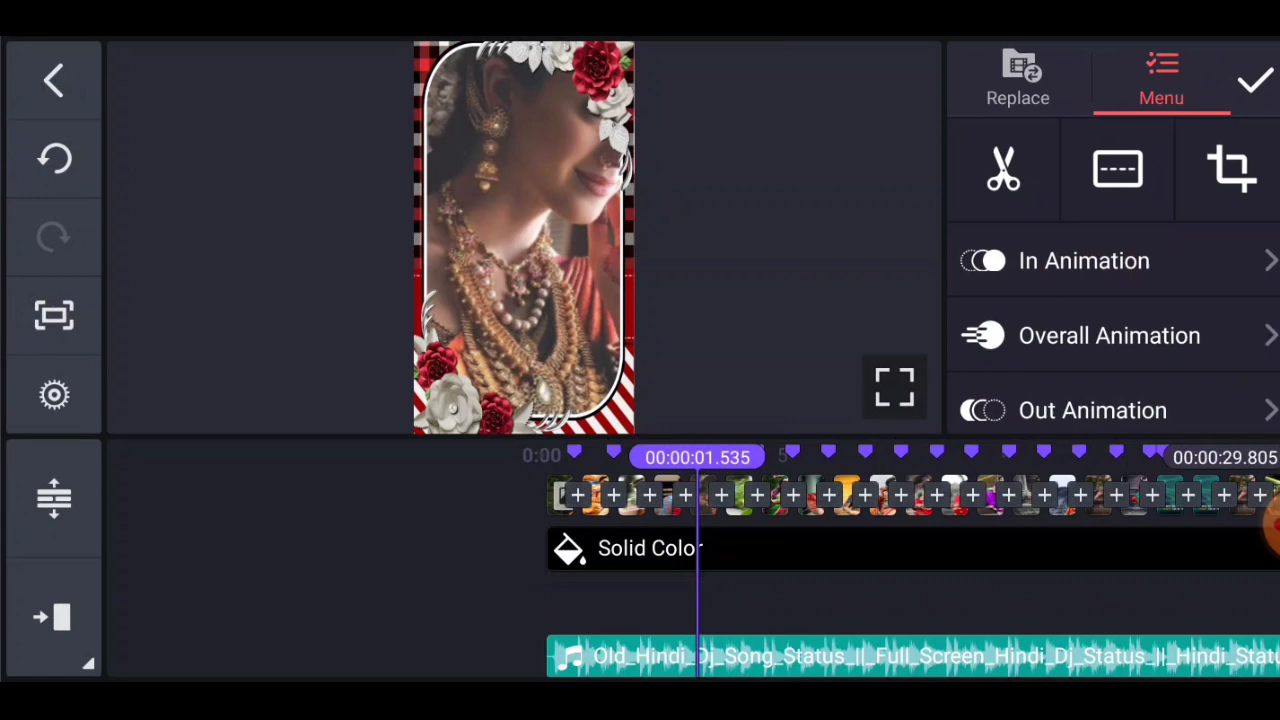 Replace
Menu
In Animation
Overall Animation
Out Animation
0:00
00:00:01.535
5
00:00:29.805
Solid Color
Old_Hindi_Dj_Song_Status_||_Full_Screen_Hindi_Dj_Status_||_Hindi_Stat